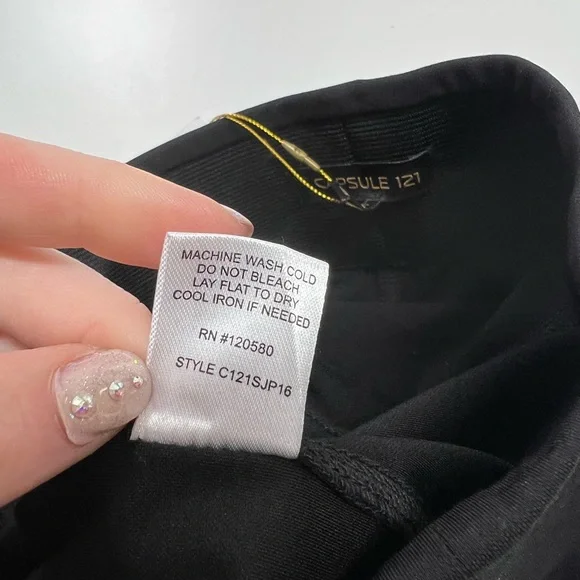 CAPSULE 121
MACHINE WASH COLD
DO NOT BLEACH
LAY FLAT TO DRY
COOL IRON IF NEEDED
RN #120580
STYLE C121SJP16